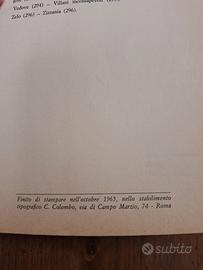 Vedove (294) — Villani
Zelo (296) — Zizzania (296).
Finito di stampare nell'ottobre 1963, nello stabilimento
tipografico C. Colombo, via di Campo Marzio, 74 - Roma
subito